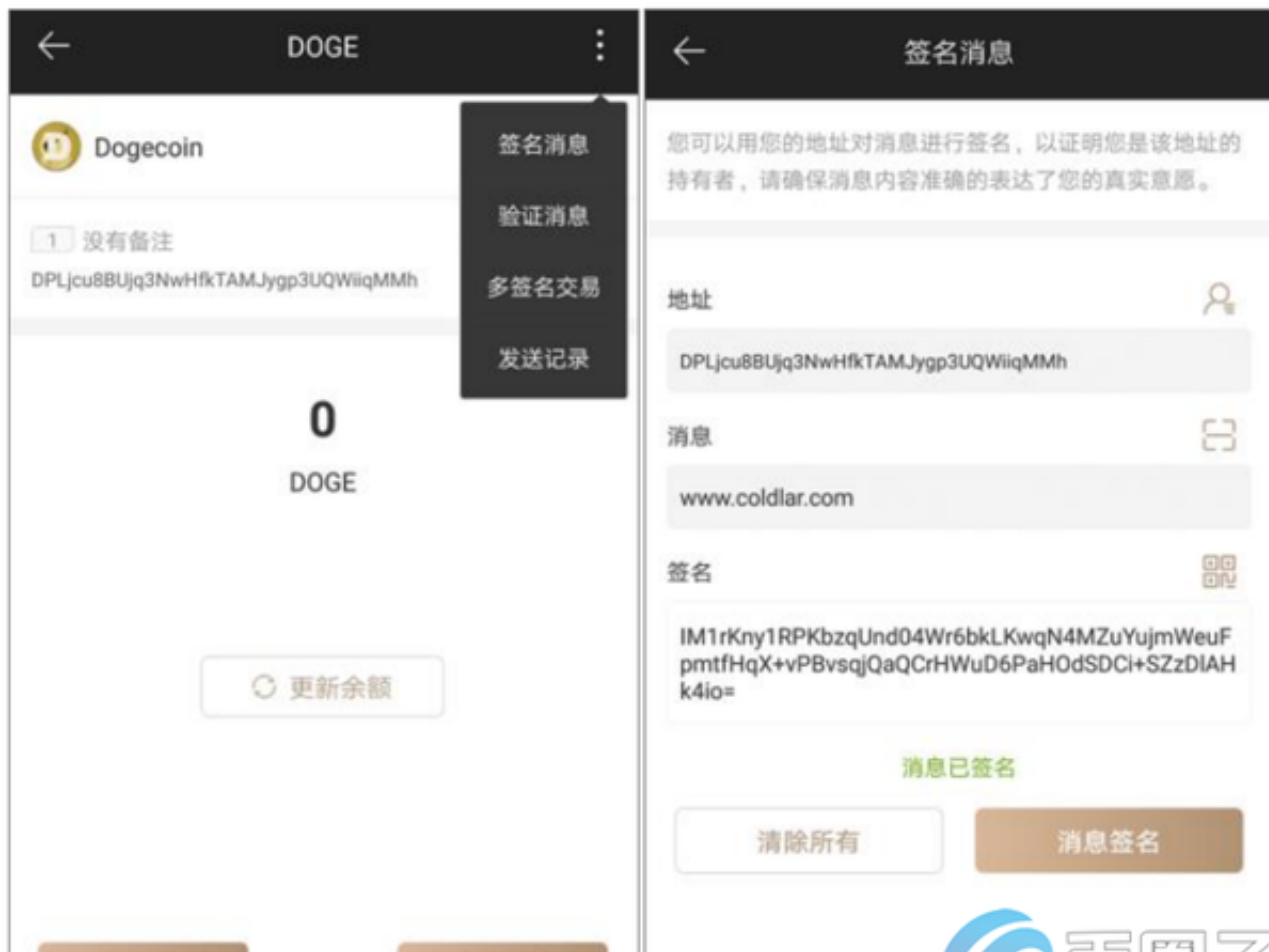 DOGE
Dogecoin
签名消息
验证消息
多签名交易
发送记录
1 没有备注
DPLjcu8BUjq3NwHfkTAMJygp3UQWiiqMMh
0
DOGE
更新余额
签名消息
您可以用您的地址对消息进行签名，以证明您是该地址的
持有者，请确保消息内容准确的表达了您的真实意愿。
地址
DPLjcu8BUjq3NwHfkTAMJygp3UQWiiqMMh
消息
www.coldlar.com
签名
IM1rKny1RPKbzqUnd04Wr6bkLKwqN4MZuYujmWeuF
pmtfHqX+vPBvsqjQaQCrHWuD6PaHOdSDCi+SZzDlAH
k4io=
消息已签名
清除所有
消息签名